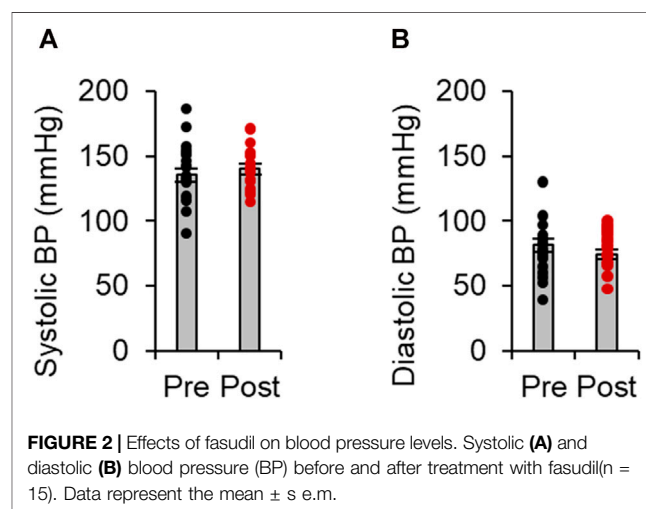 A
B
Systolic BP (mmHg)
200
150
100
50
0
Pre Post
Diastolic BP (mmHg)
200
150
100
50
0
Pre Post
FIGURE 2 | Effects of fasudil on blood pressure levels. Systolic (A) and
diastolic (B) blood pressure (BP) before and after treatment with fasudil(n =
15). Data represent the mean ± s e.m.